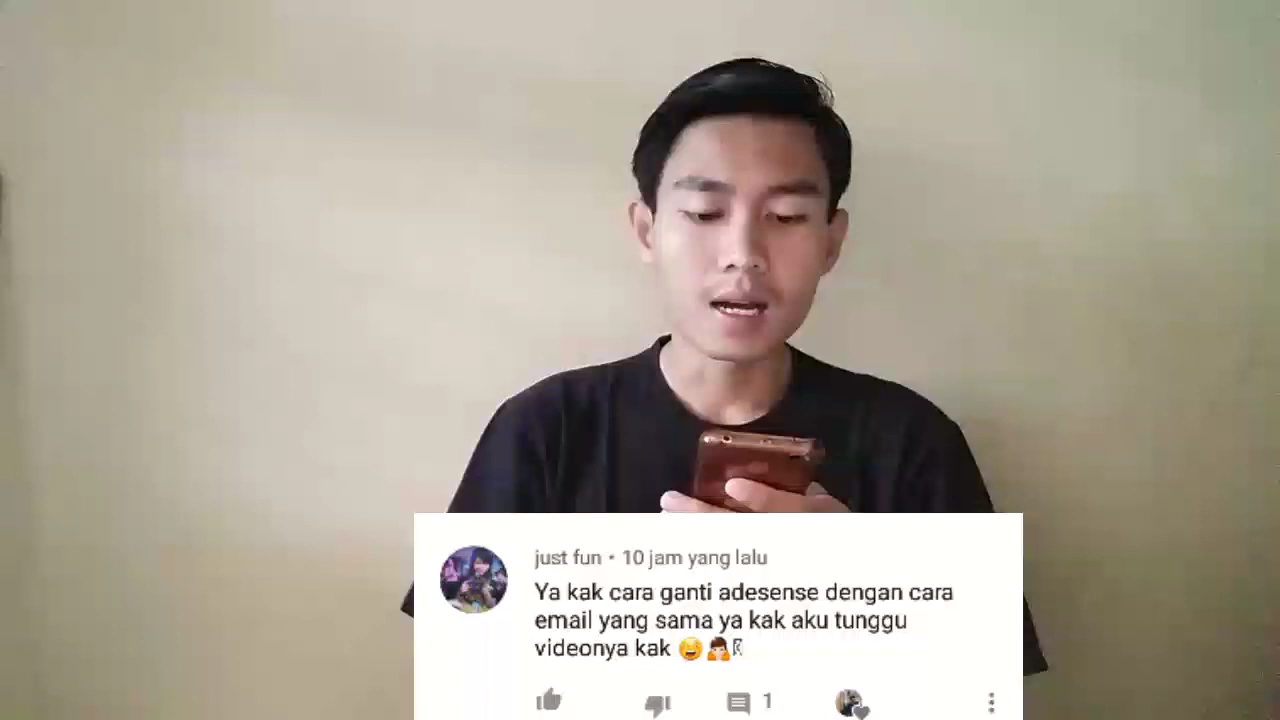 just fun • 10 jam yang lalu
Ya kak cara ganti adesense dengan cara
email yang sama ya kak aku tunggu
videonya kak 😆🙏
1